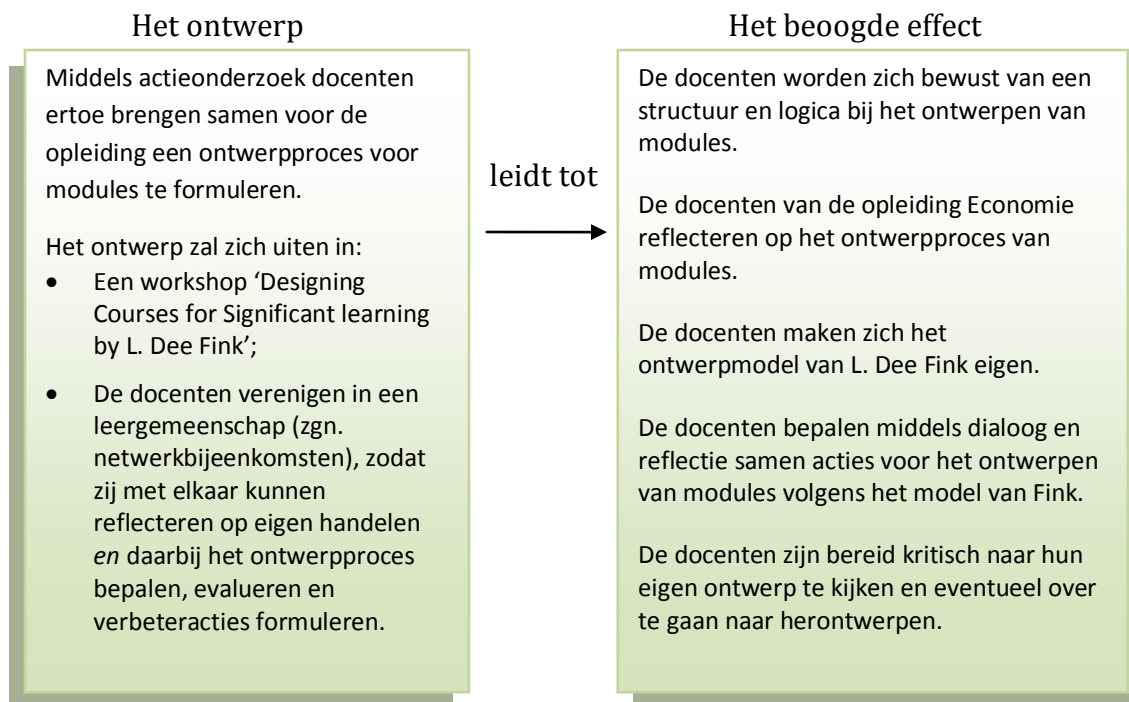 Het ontwerp
Middels actieonderzoek docenten
ertoe brengen samen voor de
opleiding een ontwerpproces voor
modules te formuleren.
Het ontwerp zal zich uiten in:
• Een workshop ‘Designing
Courses for Significant learning
by L. Dee Fink’;
• De docenten verenigen in een
leergemeenschap (zgn.
netwerkbijeenkomsten), zodat
zij met elkaar kunnen
reflecteren op eigen handelen
en daarbij het ontwerpproces
bepalen, evalueren en
verbeteracties formuleren.
leidt tot
Het beoogde effect
De docenten worden zich bewust van een
structuur en logica bij het ontwerpen van
modules.
De docenten van de opleiding Economie
reflecteren op het ontwerpproces van
modules.
De docenten maken zich het
ontwerpmodel van L. Dee Fink eigen.
De docenten bepalen middels dialoog en
reflectie samen acties voor het ontwerpen
van modules volgens het model van Fink.
De docenten zijn bereid kritisch naar hun
eigen ontwerp te kijken en eventueel over
te gaan naar herontwerpen.